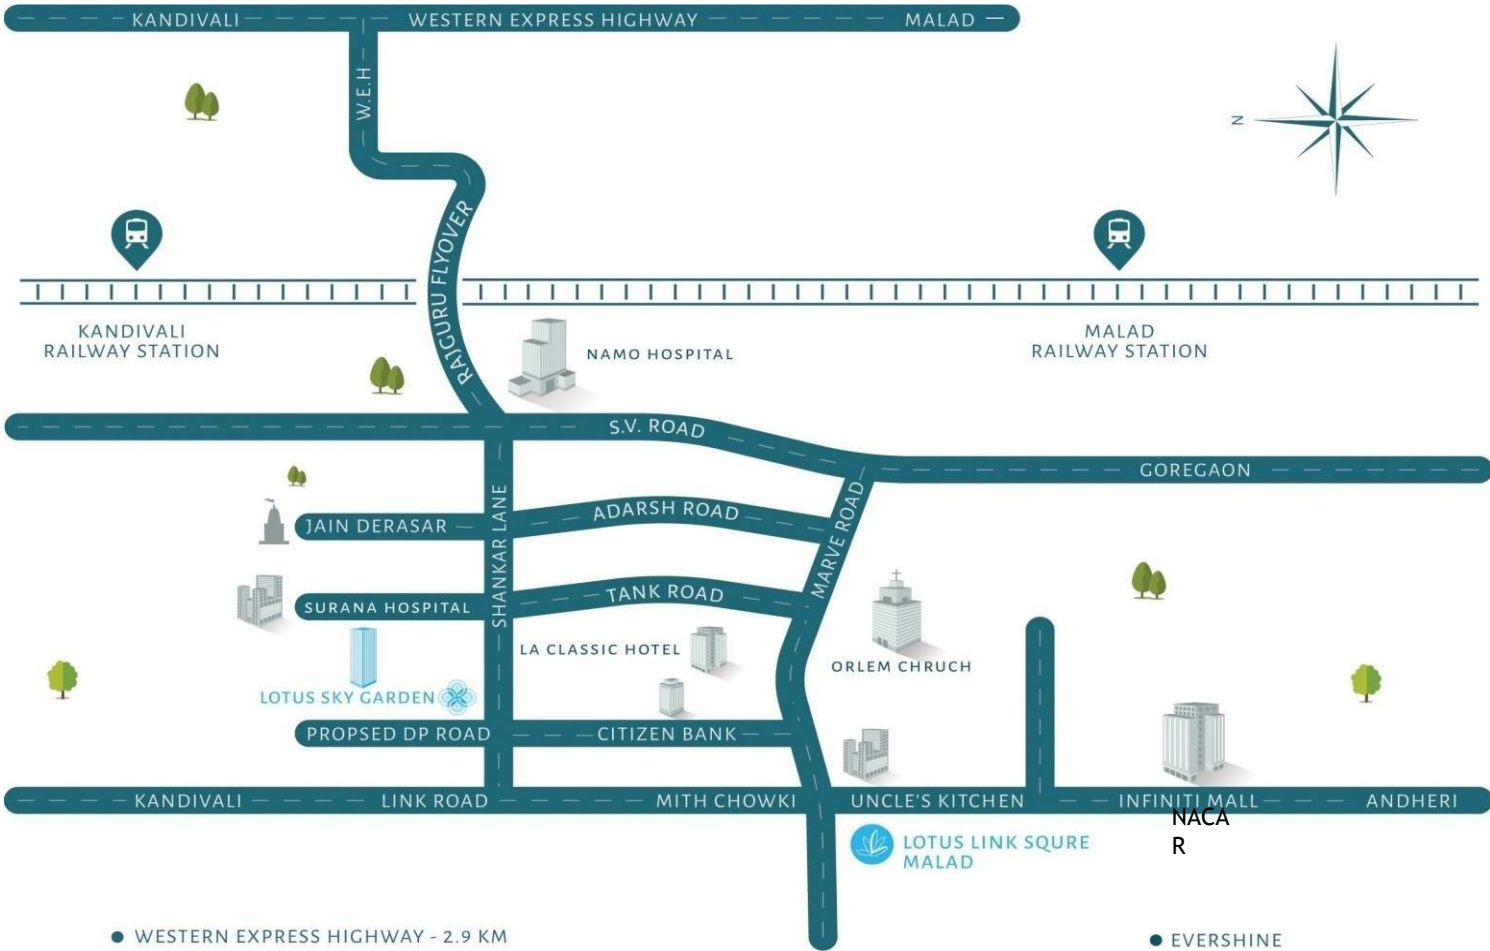 KANDIVALI WESTERN EXPRESS HIGHWAY MALAD
W.E.H
N
RAJGURU FLYOVER
KANDIVALI
RAILWAY STATION
MALAD
RAILWAY STATION
NAMO HOSPITAL
S.V. ROAD
GOREGAON
JAIN DERASAR
SHANKAR LANE
ADARSH ROAD
MARVE ROAD
SURANA HOSPITAL
TANK ROAD
LA CLASSIC HOTEL
ORLEM CHRUCH
LOTUS SKY GARDEN
PROPSED DP ROAD
CITIZEN BANK
KANDIVALI LINK ROAD MITH CHOWKI UNCLE'S KITCHEN INFINITI MALL ANDHERI
NACA
R
LOTUS LINK SQURE
MALAD
WESTERN EXPRESS HIGHWAY - 2.9 KM
EVERSHINE